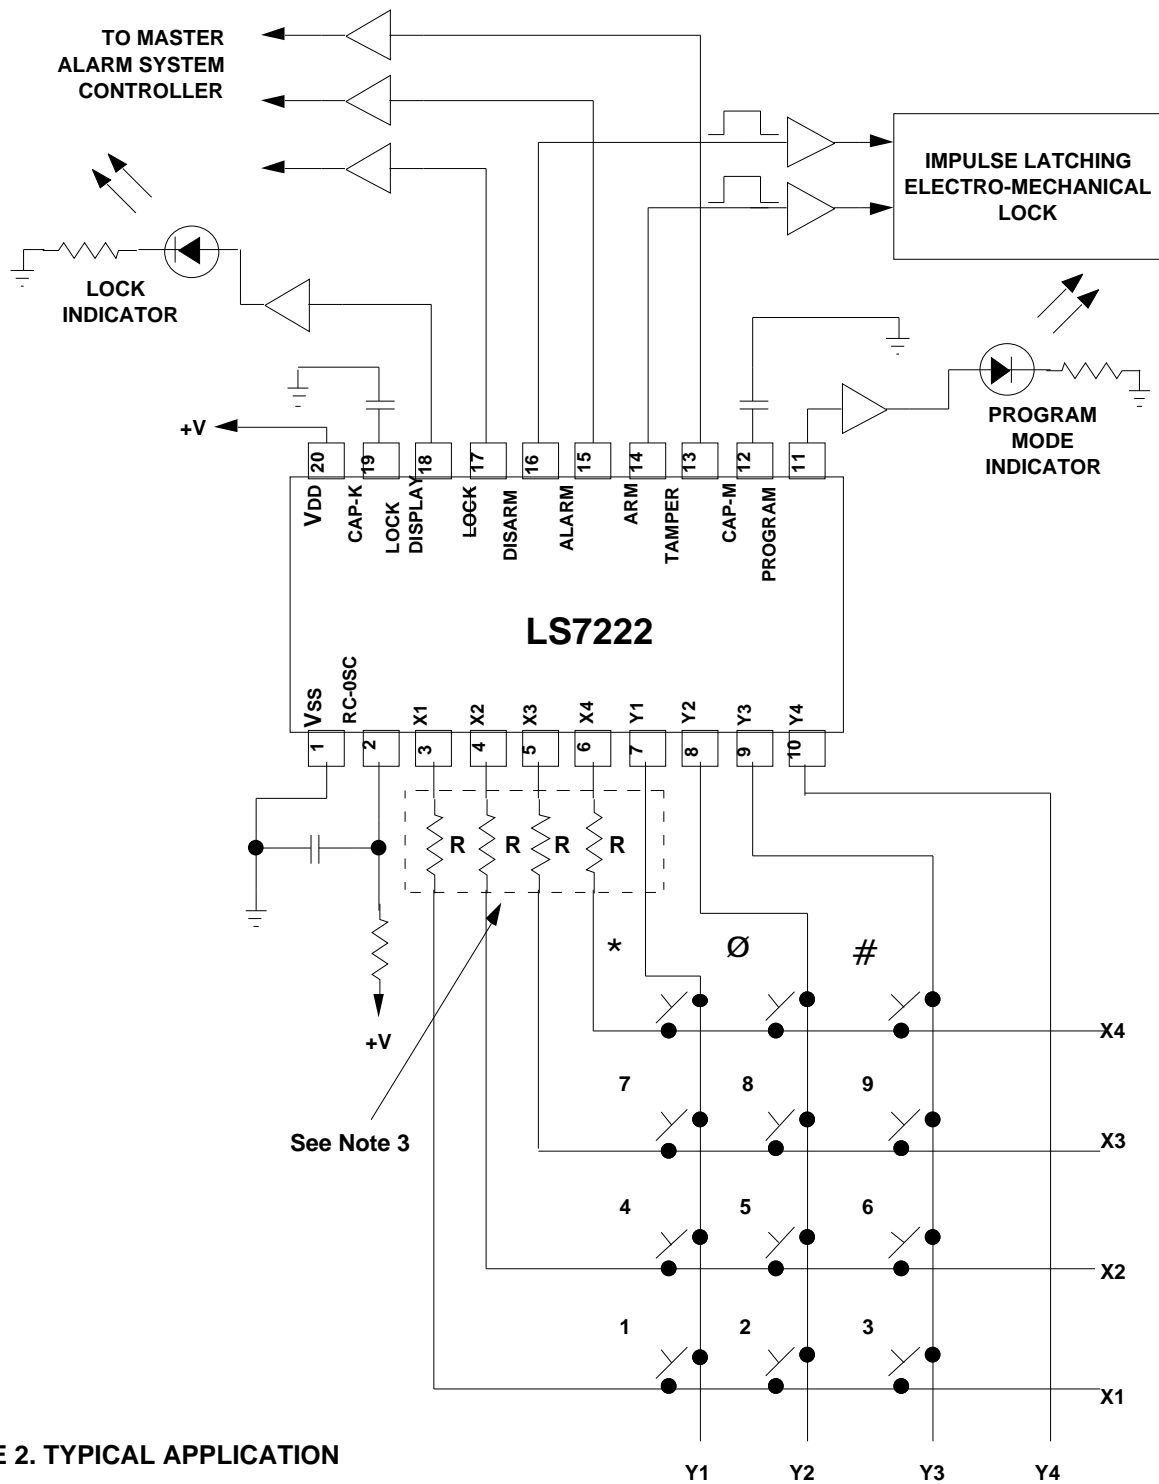 TO MASTER
ALARM SYSTEM
CONTROLLER
IMPULSE LATCHING
ELECTRO-MECHANICAL
LOCK
LOCK
INDICATOR
PROGRAM
MODE
INDICATOR
+V
20 19 18 17 16 15 14 13 12 11
VDD
CAP-K
LOCK
DISPLAY
LOCK
DISARM
ALARM
ARM
TAMPER
CAP-M
PROGRAM
LS7222
VSS
RC-0SC
X1
X2
X3
X4
Y1
Y2
Y3
Y4
1 2 3 4 5 6 7 8 9 10
R R R R
* Ø #
+V
X4
7 8 9
See Note 3
X3
4 5 6
X2
1 2 3
X1
E 2. TYPICAL APPLICATION
Y1 Y2 Y3 Y4